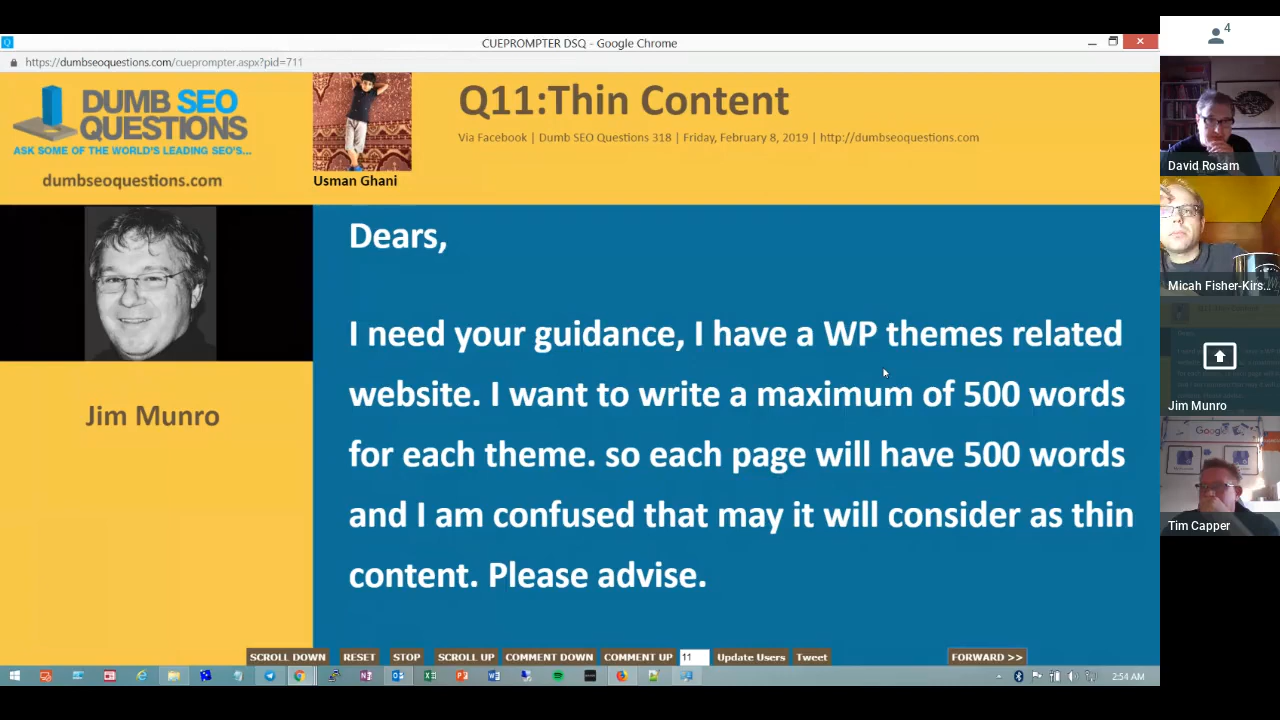 CUEPROMPTER DSQ - Google Chrome
https://dumbseoquestions.com/cueprompter.aspx?pid=711
DUMB SEO
QUESTIONS
ASK SOME OF THE WORLD'S LEADING SEO'S...
dumbseoquestions.com
Usman Ghani
Q11:Thin Content
Via Facebook | Dumb SEO Questions 318 | Friday, February 8, 2019 | http://dumbseoquestions.com
Jim Munro
Dears,
I need your guidance, I have a WP themes related
website. I want to write a maximum of 500 words
for each theme. so each page will have 500 words
and I am confused that may it will consider as thin
content. Please advise.
SCROLL DOWN RESET STOP SCROLL UP COMMENT DOWN COMMENT UP 11 Update Users Tweet FORWARD >>
2:54 AM
4
David Rosam
Micah Fisher-Kirs...
Jim Munro
Google
Tim Capper